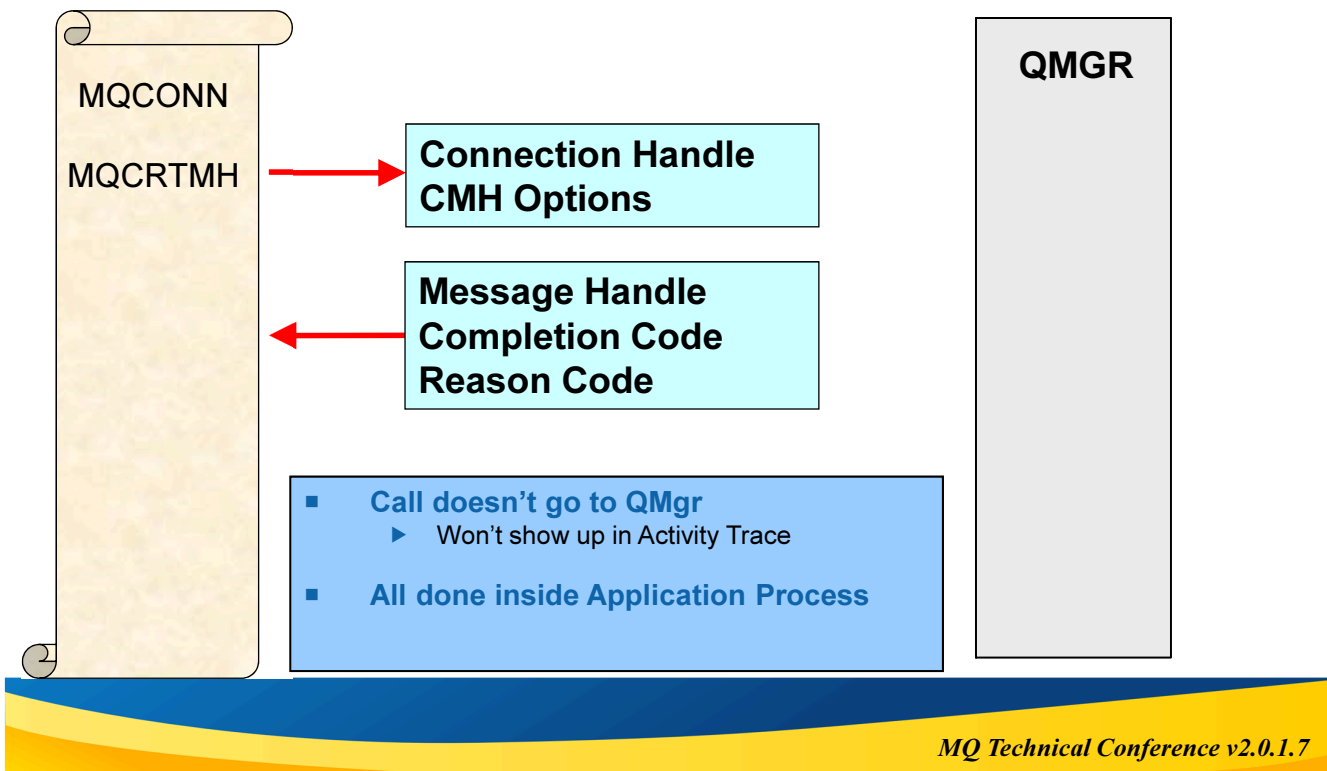 MQCONN
MQCRTMH
Connection Handle
CMH Options
Message Handle
Completion Code
Reason Code
QMGR
Call doesn’t go to QMgr
Won’t show up in Activity Trace
All done inside Application Process
MQ Technical Conference v2.0.1.7